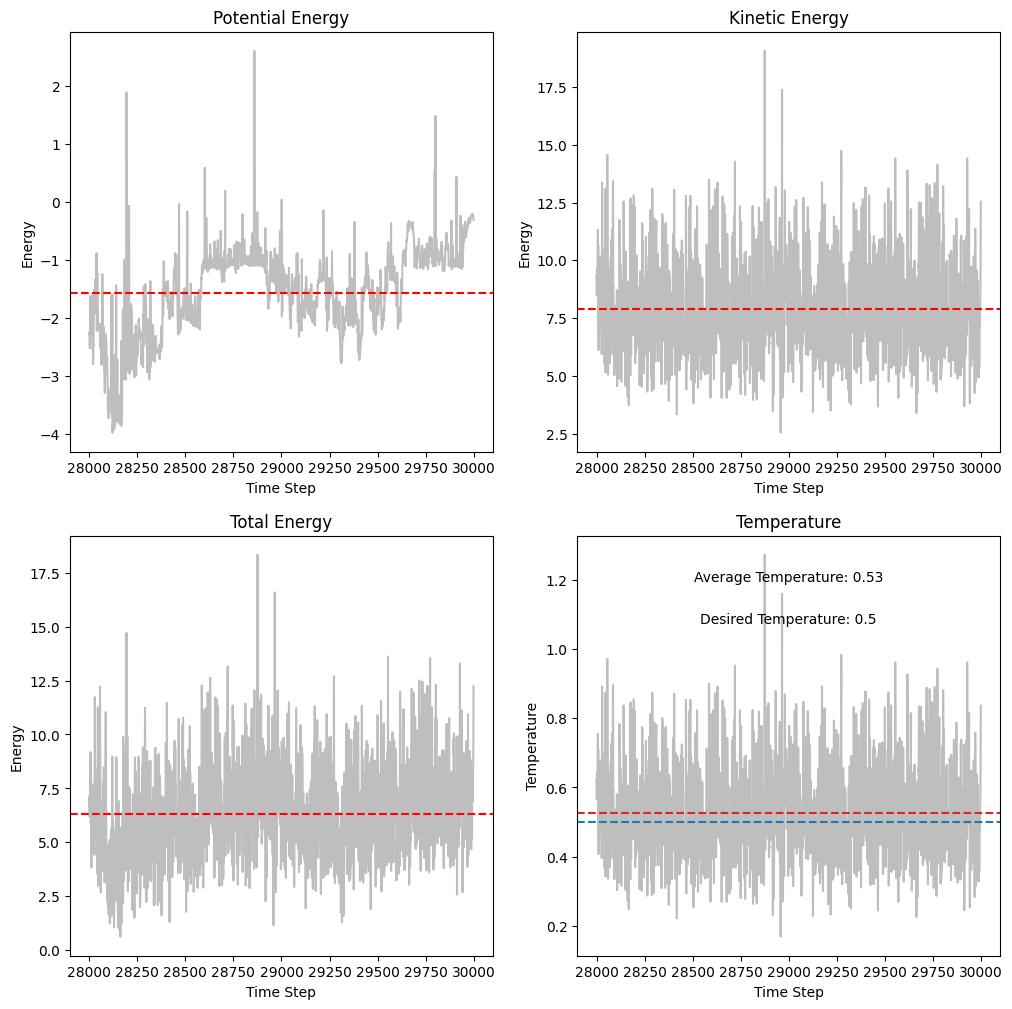 Potential Energy
Energy
2
1
0
−1
−2
−3
−4
28000 28250 28500 28750 29000 29250 29500 29750 30000
Time Step
Kinetic Energy
Energy
17.5
15.0
12.5
10.0
7.5
5.0
2.5
28000 28250 28500 28750 29000 29250 29500 29750 30000
Time Step
Total Energy
Energy
17.5
15.0
12.5
10.0
7.5
5.0
2.5
0.0
28000 28250 28500 28750 29000 29250 29500 29750 30000
Time Step
Temperature
Temperature
1.2
1.0
0.8
0.6
0.4
0.2
Average Temperature: 0.53
Desired Temperature: 0.5
28000 28250 28500 28750 29000 29250 29500 29750 30000
Time Step